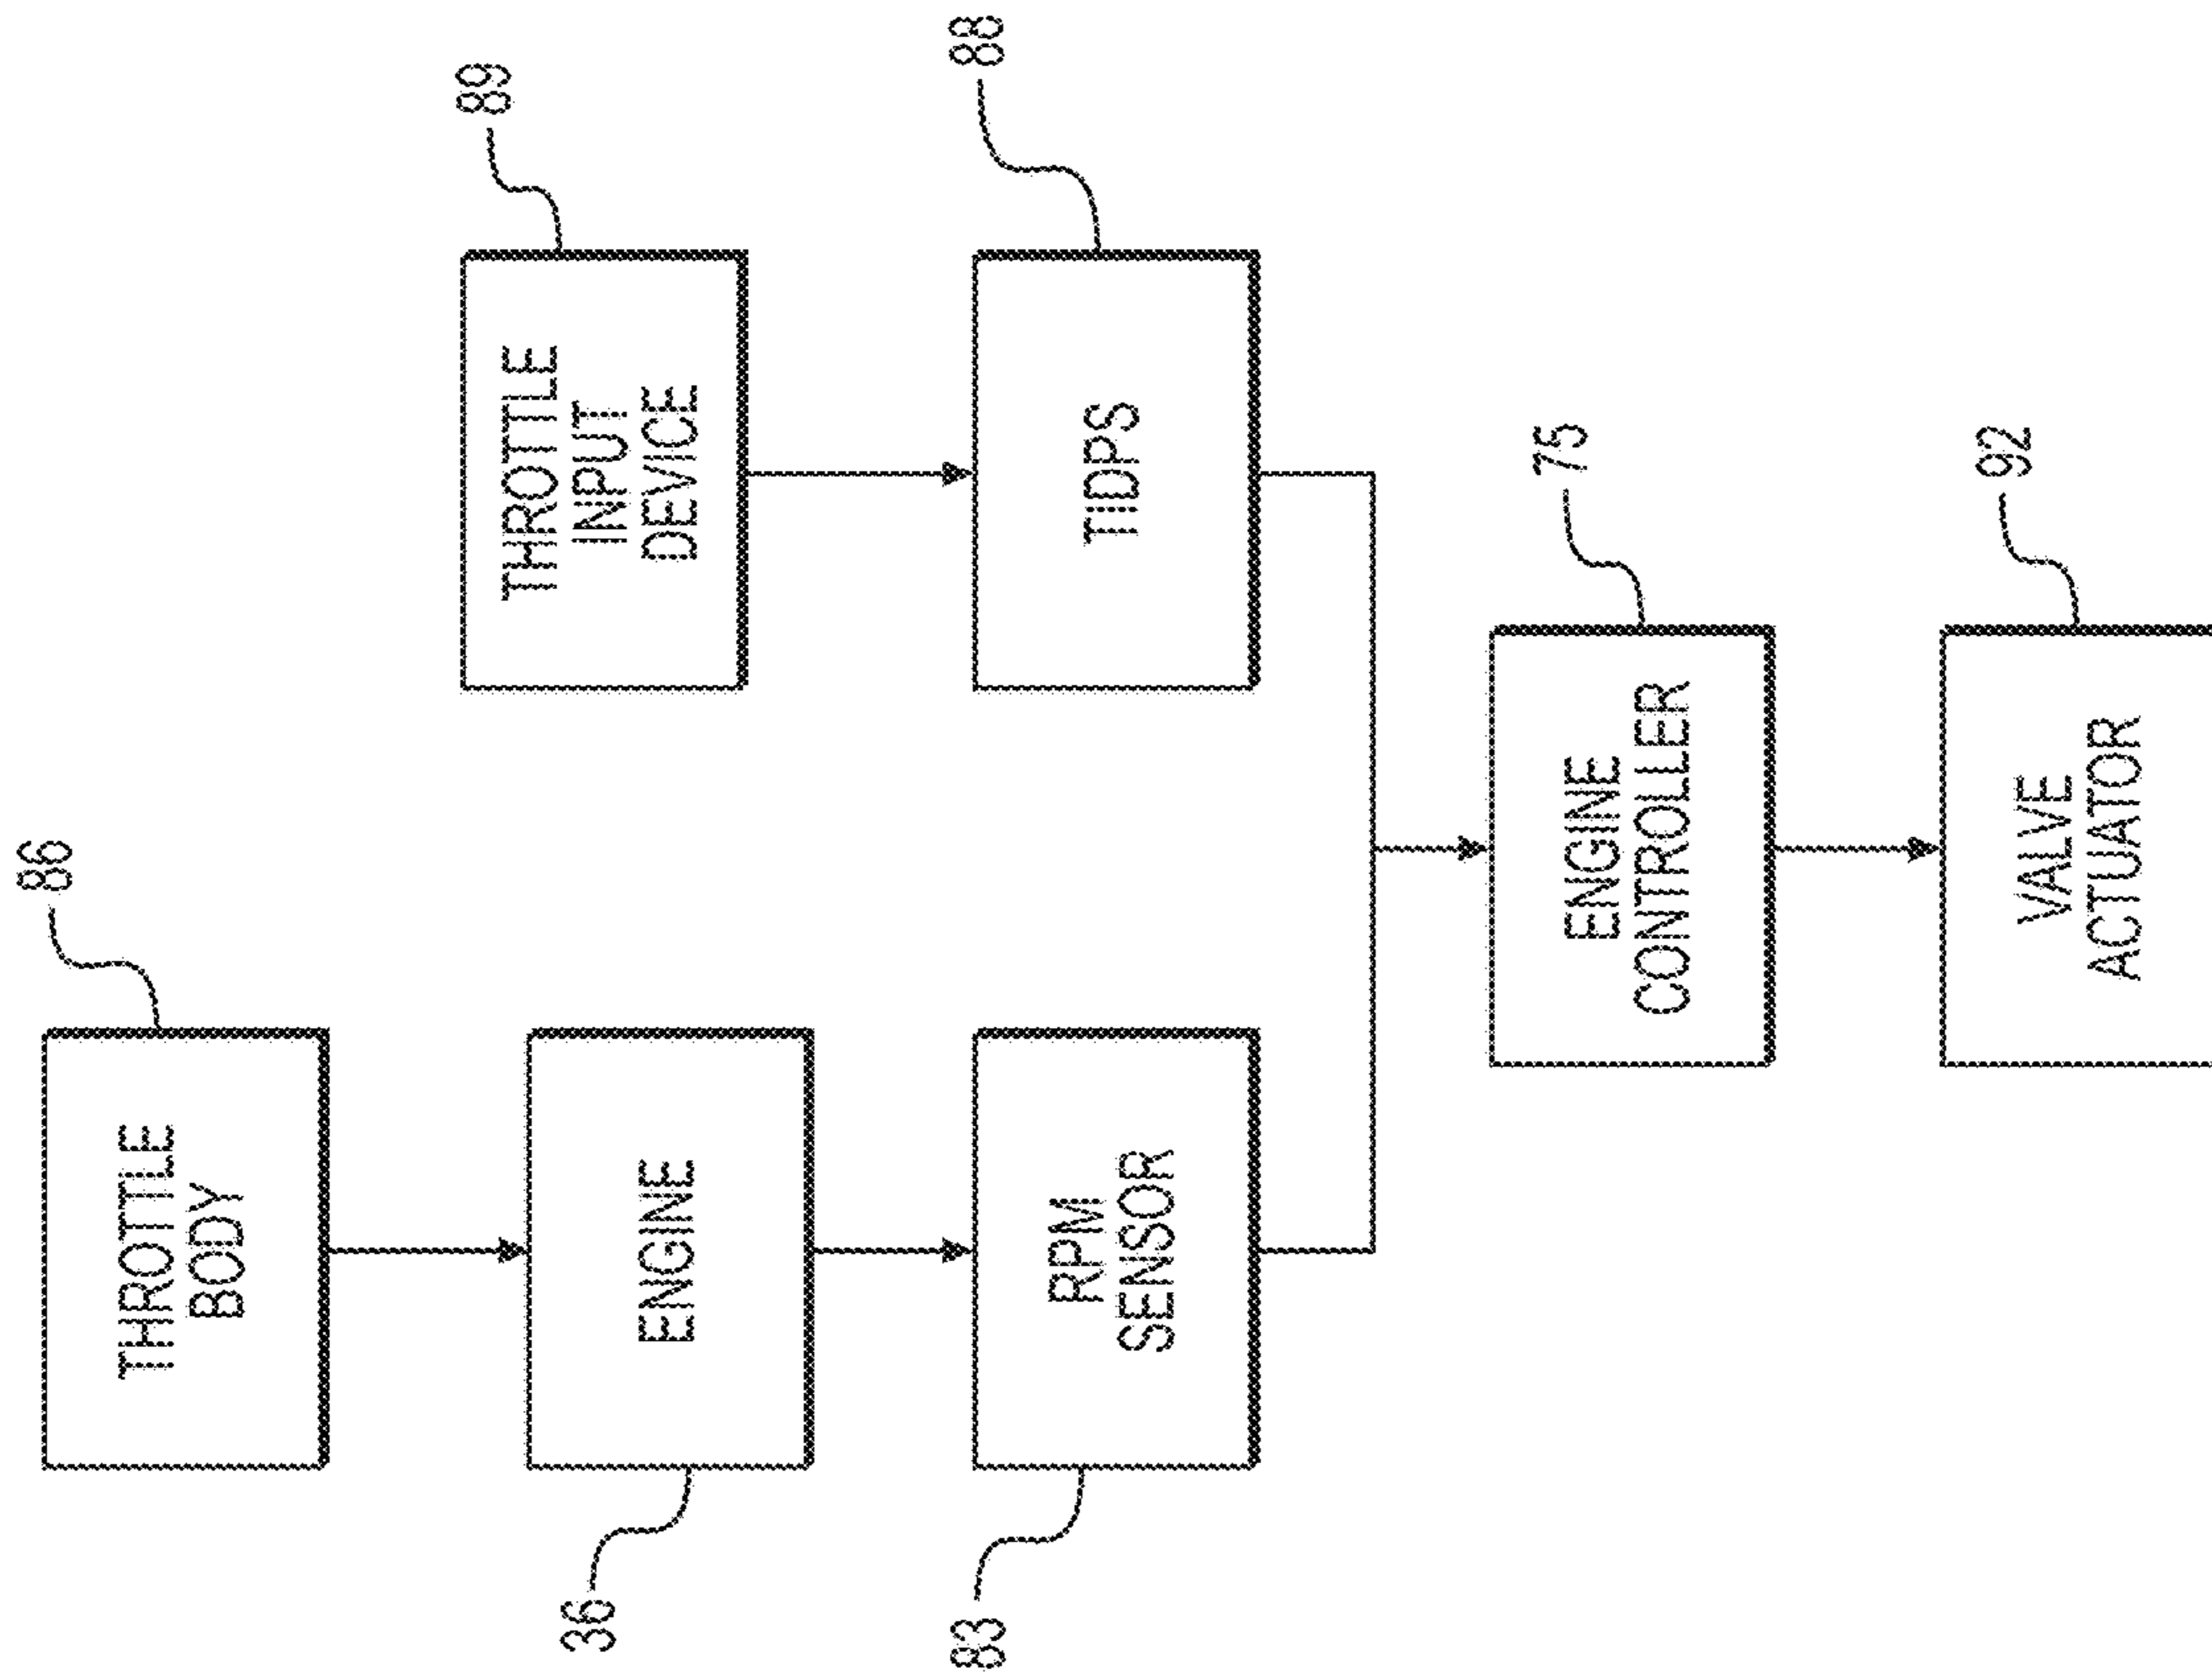 86
THROTTLE
BODY
89
THROTTLE
INPUT
DEVICE
36
ENGINE
88
TIDPS
83
RPM
SENSOR
75
ENGINE
CONTROLLER
92
VALVE
ACTUATOR